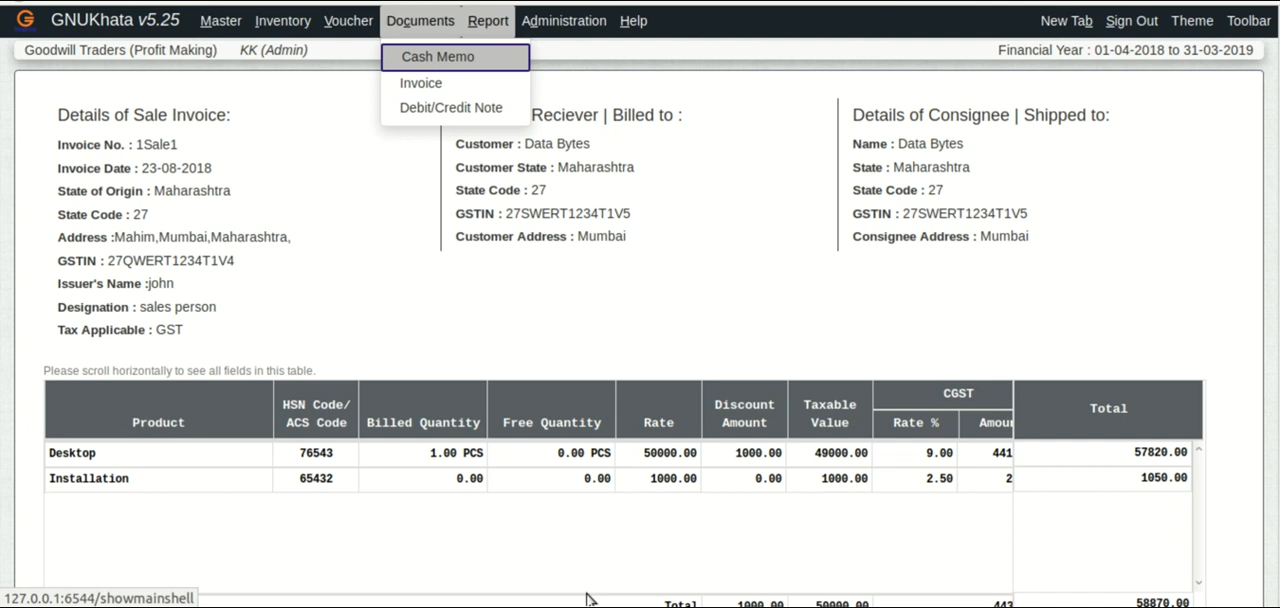 GNUKhata v5.25 Master Inventory Voucher Documents Report Administration Help New Tab Sign Out Theme Toolbar
Goodwill Traders (Profit Making) KK (Admin) Financial Year : 01-04-2018 to 31-03-2019
Cash Memo
Invoice
Debit/Credit Note
Details of Sale Invoice:
Invoice No. : 1Sale1
Invoice Date : 23-08-2018
State of Origin : Maharashtra
State Code : 27
Address :Mahim,Mumbai,Maharashtra,
GSTIN : 27QWERT1234T1V4
Issuer's Name :john
Designation : sales person
Tax Applicable : GST
Reciever | Billed to :
Customer : Data Bytes
Customer State : Maharashtra
State Code : 27
GSTIN : 27SWERT1234T1V5
Customer Address : Mumbai
Details of Consignee | Shipped to:
Name : Data Bytes
State : Maharashtra
State Code : 27
GSTIN : 27SWERT1234T1V5
Consignee Address : Mumbai
Please scroll horizontally to see all fields in this table.
Product HSN Code/ ACS Code Billed Quantity Free Quantity Rate Discount Amount Taxable Value CGST Rate % Total
Desktop 76543 1.00 PCS 0.00 PCS 50000.00 1000.00 49000.00 9.00 441 57820.00
Installation 65432 0.00 0.00 1000.00 0.00 1000.00 2.50 2 1050.00
Total 1000.00 50000.00 443 58870.00
127.0.0.1:6544/showmainshell